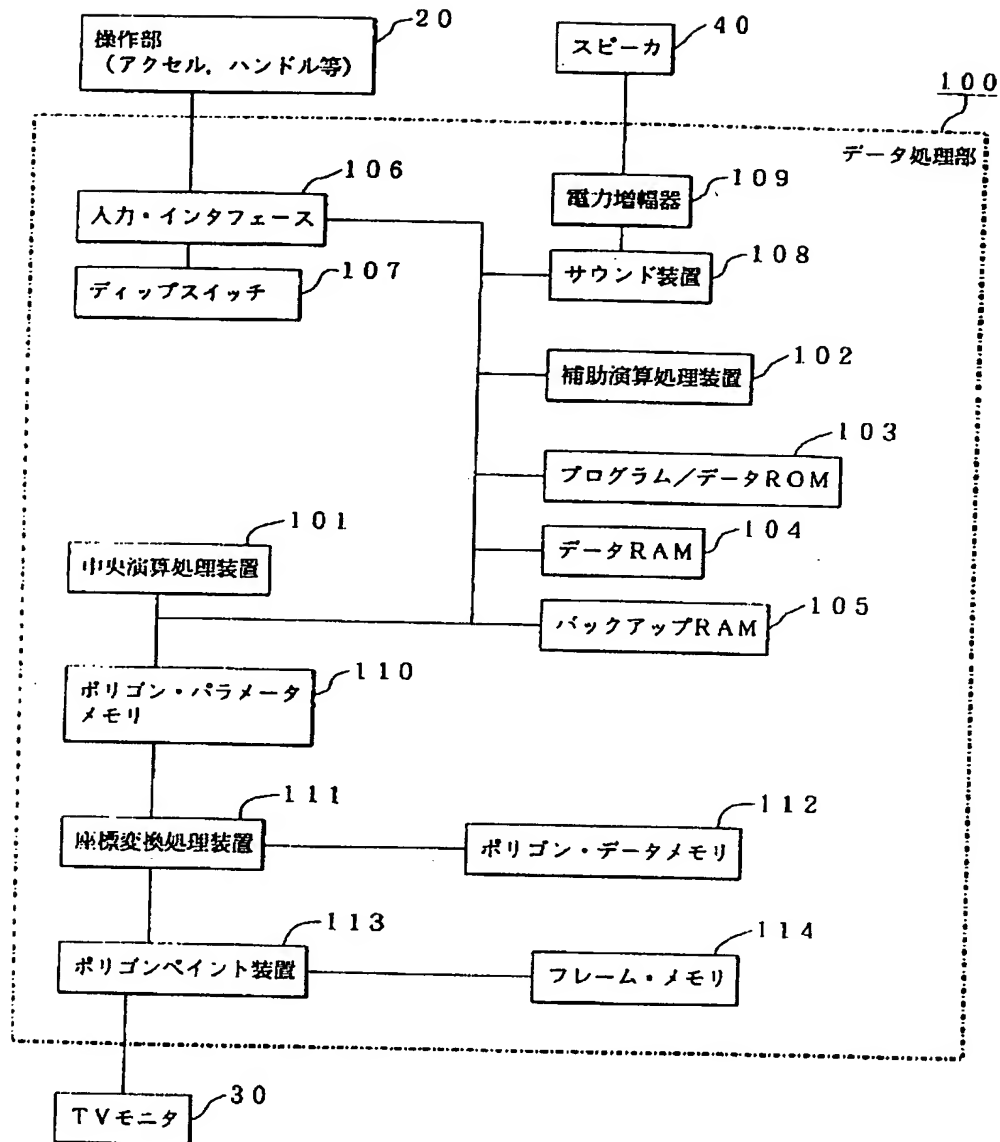 20
操作部
(アクセル，ハンドル等)
40
スピーカ
100
データ処理部
106
入力・インタフェース
109
電力増幅器
107
ディップスイッチ
108
サウンド装置
102
補助演算処理装置
103
プログラム／データROM
101
中央演算処理装置
104
データRAM
105
バックアップRAM
110
ポリゴン・パラメータ
メモリ
111
座標変換処理装置
112
ポリゴン・データメモリ
113
ポリゴンペイント装置
114
フレーム・メモリ
30
TVモニタ